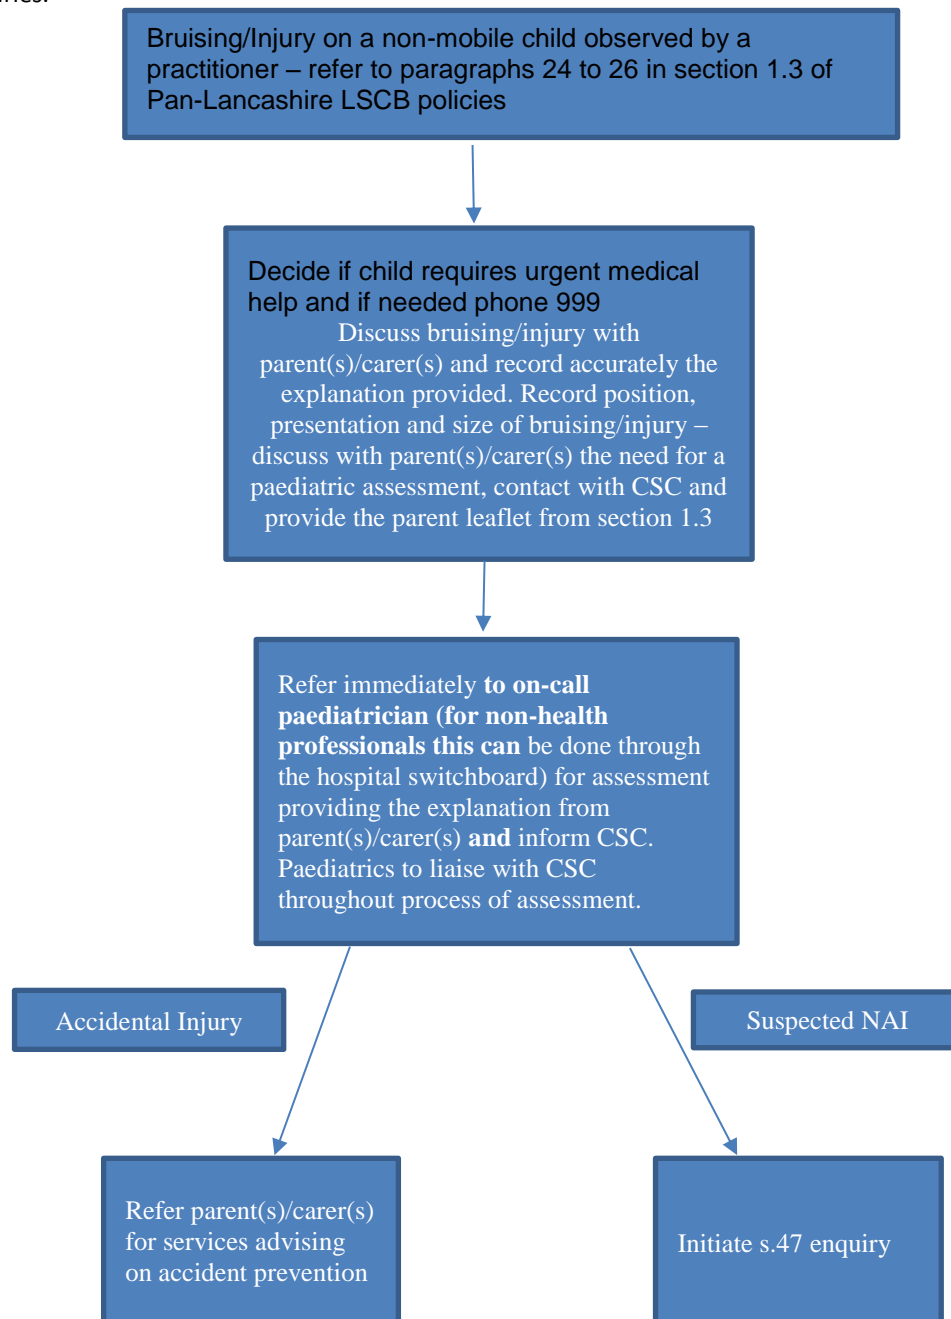 Bruising/Injury on a non-mobile child observed by a
practitioner – refer to paragraphs 24 to 26 in section 1.3 of
Pan-Lancashire LSCB policies
Decide if child requires urgent medical
help and if needed phone 999
Discuss bruising/injury with
parent(s)/carer(s) and record accurately the
explanation provided. Record position,
presentation and size of bruising/injury –
discuss with parent(s)/carer(s) the need for a
paediatric assessment, contact with CSC and
provide the parent leaflet from section 1.3
Refer immediately to on-call
paediatrician (for non-health
professionals this can be done through
the hospital switchboard) for assessment
providing the explanation from
parent(s)/carer(s) and inform CSC.
Paediatrics to liaise with CSC
throughout process of assessment.
Accidental Injury
Suspected NAI
Refer parent(s)/carer(s)
for services advising
on accident prevention
Initiate s.47 enquiry